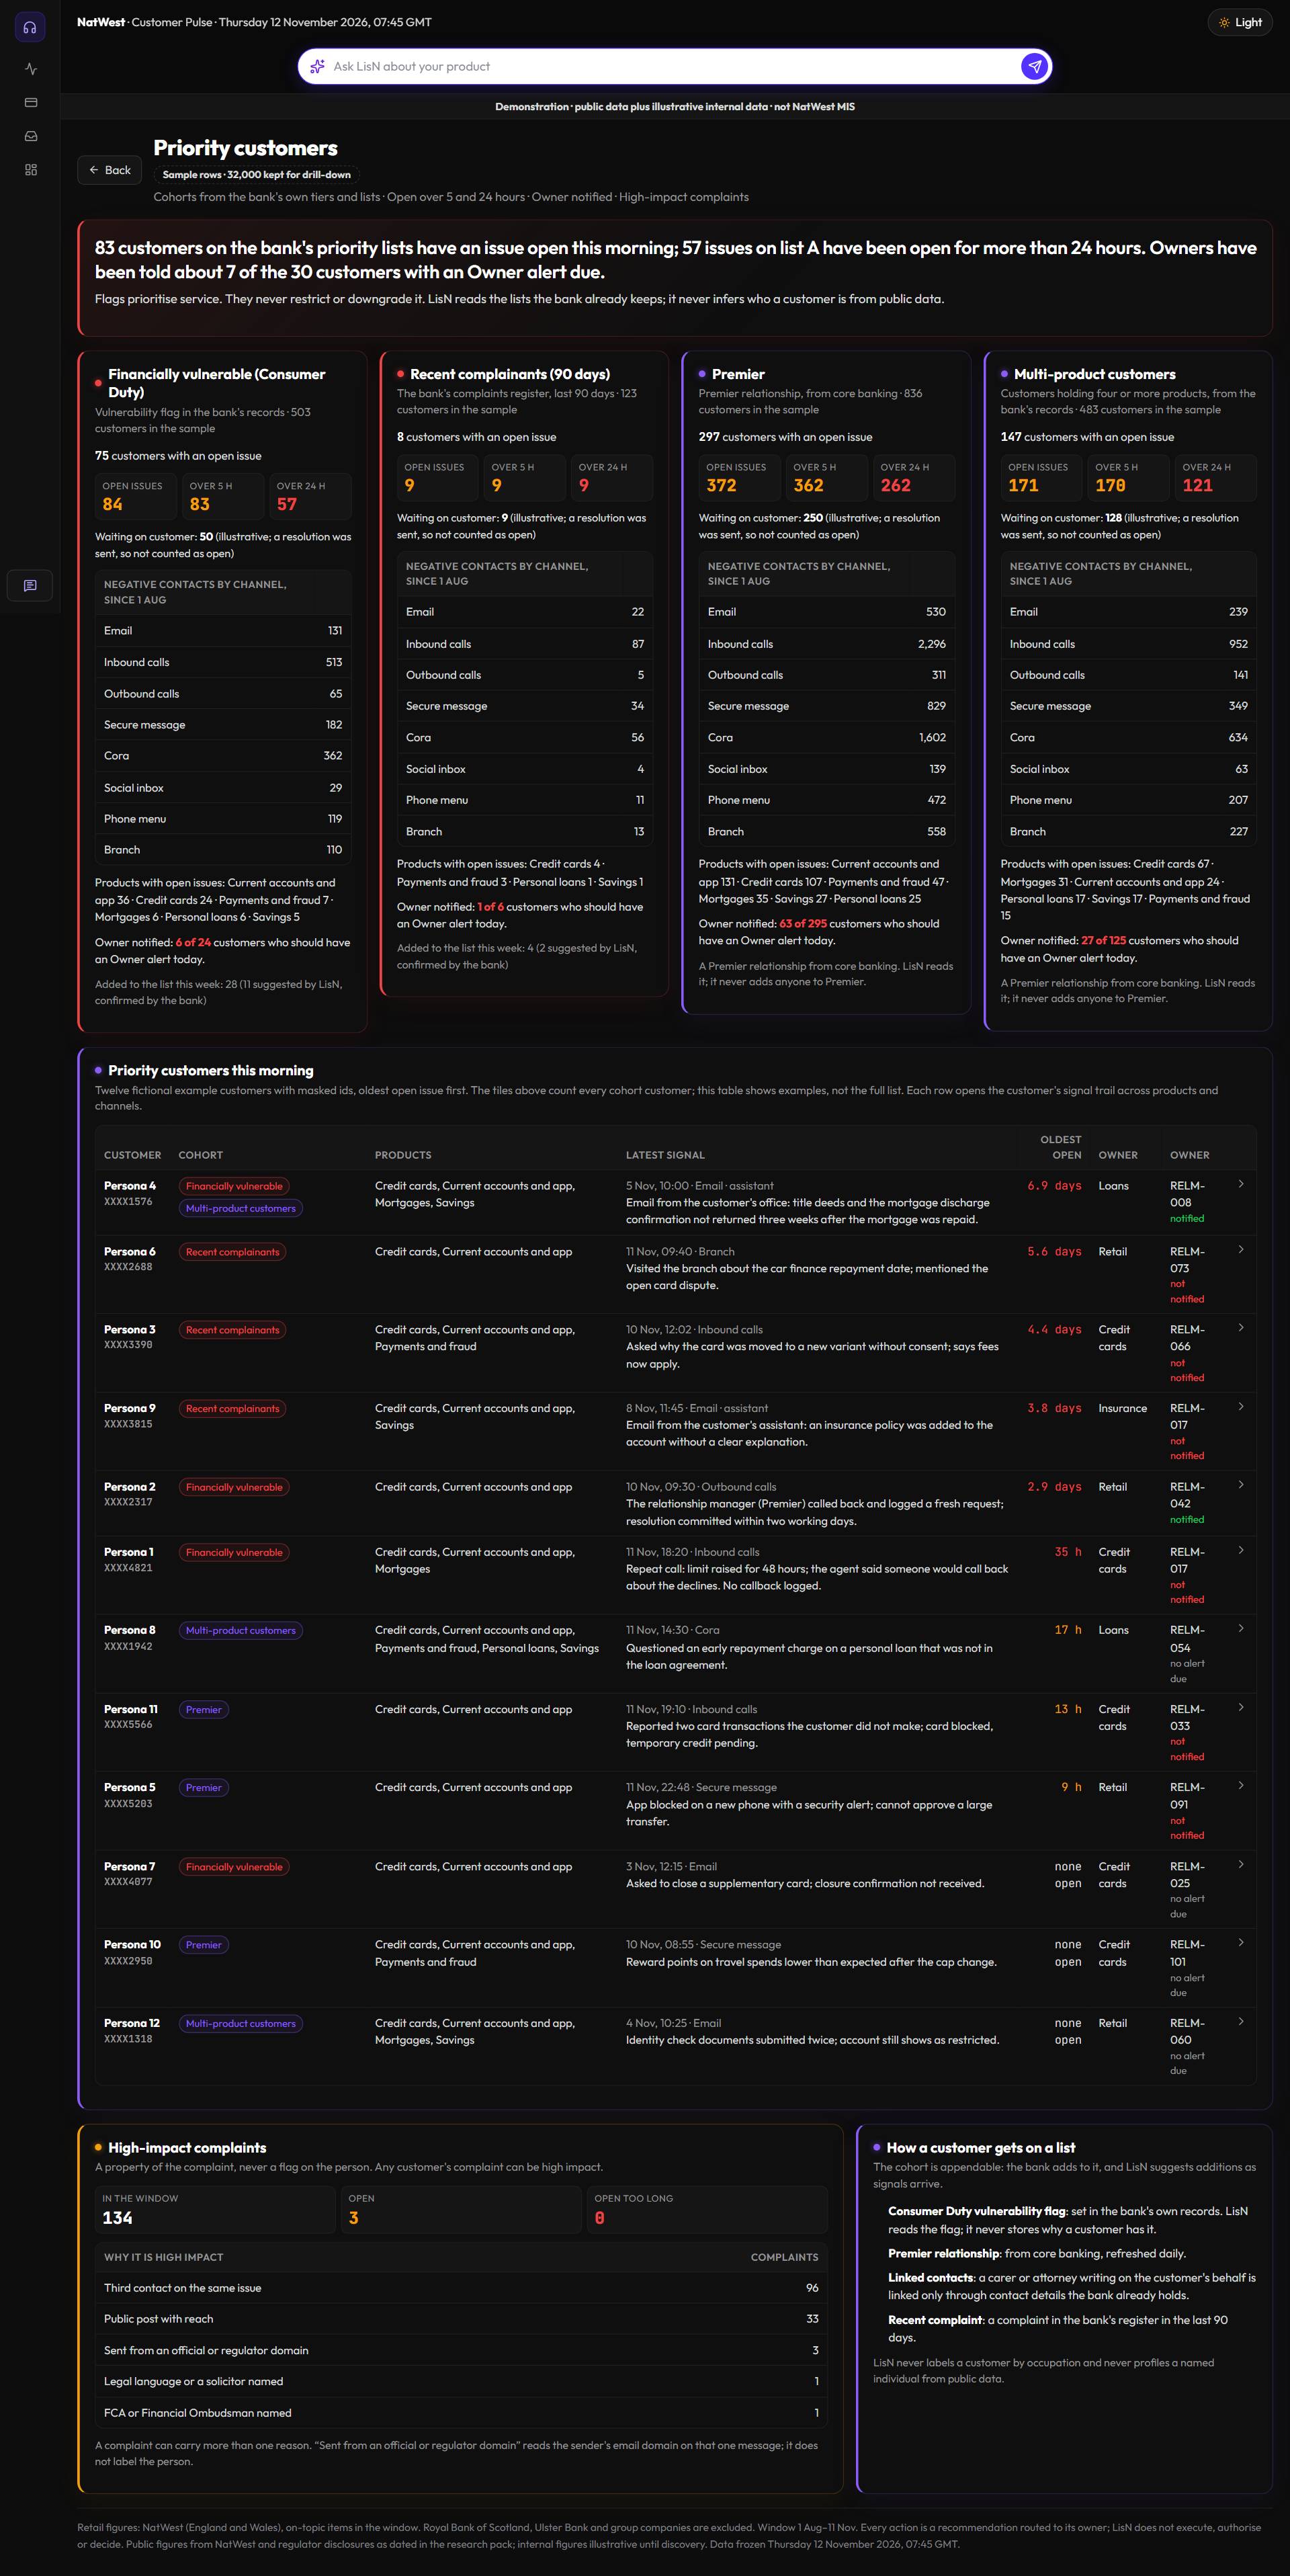 NatWest · Customer Pulse · Thursday 12 November 2026, 07:45 GMT
Light
Ask LisN about your product
Demonstration · public data plus illustrative internal data · not NatWest MIS
Back
Priority customers
Sample rows · 32,000 kept for drill-down
Cohorts from the bank's own tiers and lists · Open over 5 and 24 hours · Owner notified · High-impact complaints
83 customers on the bank's priority lists have an issue open this morning; 57 issues on list A have been open for more than 24 hours. Owners have
been told about 7 of the 30 customers with an Owner alert due.
Flags prioritise service. They never restrict or downgrade it. LisN reads the lists the bank already keeps; it never infers who a customer is from public data.
Financially vulnerable (Consumer
Duty)
Vulnerability flag in the bank's records · 503
customers in the sample
75 customers with an open issue
OPEN ISSUES
84
OVER 5 H
83
OVER 24 H
57
Waiting on customer: 50 (illustrative; a resolution was
sent, so not counted as open)
NEGATIVE CONTACTS BY CHANNEL,
SINCE 1 AUG
Email 131
Inbound calls 513
Outbound calls 65
Secure message 182
Cora 362
Social inbox 29
Phone menu 119
Branch 110
Products with open issues: Current accounts and
app 36 · Credit cards 24 · Payments and fraud 7 ·
Mortgages 6 · Personal loans 6 · Savings 5
Owner notified: 6 of 24 customers who should have
an Owner alert today.
Added to the list this week: 28 (11 suggested by LisN,
confirmed by the bank)
Recent complainants (90 days)
The bank's complaints register, last 90 days · 123
customers in the sample
8 customers with an open issue
OPEN ISSUES
9
OVER 5 H
9
OVER 24 H
9
Waiting on customer: 9 (illustrative; a resolution was
sent, so not counted as open)
NEGATIVE CONTACTS BY CHANNEL,
SINCE 1 AUG
Email 22
Inbound calls 87
Outbound calls 5
Secure message 34
Cora 56
Social inbox 4
Phone menu 11
Branch 13
Products with open issues: Credit cards 4 ·
Payments and fraud 3 · Personal loans 1 · Savings 1
Owner notified: 1 of 6 customers who should have
an Owner alert today.
Added to the list this week: 4 (2 suggested by LisN,
confirmed by the bank)
Premier
Premier relationship, from core banking · 836
customers in the sample
297 customers with an open issue
OPEN ISSUES
372
OVER 5 H
362
OVER 24 H
262
Waiting on customer: 250 (illustrative; a resolution
was sent, so not counted as open)
NEGATIVE CONTACTS BY CHANNEL,
SINCE 1 AUG
Email 530
Inbound calls 2,296
Outbound calls 311
Secure message 829
Cora 1,602
Social inbox 139
Phone menu 472
Branch 558
Products with open issues: Current accounts and
app 131 · Credit cards 107 · Payments and fraud 47 ·
Mortgages 35 · Savings 27 · Personal loans 25
Owner notified: 63 of 295 customers who should
have an Owner alert today.
A Premier relationship from core banking. LisN reads
it; it never adds anyone to Premier.
Multi-product customers
Customers holding four or more products, from the
bank's records · 483 customers in the sample
147 customers with an open issue
OPEN ISSUES
171
OVER 5 H
170
OVER 24 H
121
Waiting on customer: 128 (illustrative; a resolution
was sent, so not counted as open)
NEGATIVE CONTACTS BY CHANNEL,
SINCE 1 AUG
Email 239
Inbound calls 952
Outbound calls 141
Secure message 349
Cora 634
Social inbox 63
Phone menu 207
Branch 227
Products with open issues: Credit cards 67 ·
Mortgages 31 · Current accounts and app 24 ·
Personal loans 17 · Savings 17 · Payments and fraud
15
Owner notified: 27 of 125 customers who should
have an Owner alert today.
A Premier relationship from core banking. LisN reads
it; it never adds anyone to Premier.
Priority customers this morning
Twelve fictional example customers with masked ids, oldest open issue first. The tiles above count every cohort customer; this table shows examples, not the full list. Each row opens the customer's signal trail across products and
channels.
CUSTOMER COHORT PRODUCTS LATEST SIGNAL OLDEST OPEN OWNER OWNER
Persona 4 Financially vulnerable Credit cards, Current accounts and app, 5 Nov, 10:00 · Email · assistant 6.9 days Loans RELM-
XXXX1576 Multi-product customers Mortgages, Savings Email from the customer's office: title deeds and the mortgage discharge 008
confirmation not returned three weeks after the mortgage was repaid. notified
Persona 6 Recent complainants Credit cards, Current accounts and app 11 Nov, 09:40 · Branch 5.6 days Retail RELM-
XXXX2688 Visited the branch about the car finance repayment date; mentioned the 073
open card dispute. not
notified
Persona 3 Recent complainants Credit cards, Current accounts and app, 10 Nov, 12:02 · Inbound calls 4.4 days Credit RELM-
XXXX3390 Payments and fraud Asked why the card was moved to a new variant without consent; says fees cards 066
now apply. not
notified
Persona 9 Recent complainants Credit cards, Current accounts and app, 8 Nov, 11:45 · Email · assistant 3.8 days Insurance RELM-
XXXX3815 Savings Email from the customer's assistant: an insurance policy was added to the 017
account without a clear explanation. not
notified
Persona 2 Financially vulnerable Credit cards, Current accounts and app 10 Nov, 09:30 · Outbound calls 2.9 days Retail RELM-
XXXX2317 The relationship manager (Premier) called back and logged a fresh request; 042
resolution committed within two working days. notified
Persona 1 Financially vulnerable Credit cards, Current accounts and app, 11 Nov, 18:20 · Inbound calls 35 h Credit RELM-
XXXX4821 Mortgages Repeat call: limit raised for 48 hours; the agent said someone would call back cards 017
about the declines. No callback logged. not
notified
Persona 8 Multi-product customers Credit cards, Current accounts and app, 11 Nov, 14:30 · Cora 17 h Loans RELM-
XXXX1942 Payments and fraud, Personal loans, Savings Questioned an early repayment charge on a personal loan that was not in 054
the loan agreement. no alert
due
Persona 11 Premier Credit cards, Current accounts and app 11 Nov, 19:10 · Inbound calls 13 h Credit RELM-
XXXX5566 Reported two card transactions the customer did not make; card blocked, cards 033
temporary credit pending. not
notified
Persona 5 Premier Credit cards, Current accounts and app 11 Nov, 22:48 · Secure message 9 h Retail RELM-
XXXX5203 App blocked on a new phone with a security alert; cannot approve a large 091
transfer. not
notified
Persona 7 Financially vulnerable Credit cards, Current accounts and app 3 Nov, 12:15 · Email none Credit RELM-
XXXX4077 Asked to close a supplementary card; closure confirmation not received. open cards 025
no alert
due
Persona 10 Premier Credit cards, Current accounts and app, 10 Nov, 08:55 · Secure message none Credit RELM-
XXXX2950 Payments and fraud Reward points on travel spends lower than expected after the cap change. open cards 101
no alert
due
Persona 12 Multi-product customers Credit cards, Current accounts and app, 4 Nov, 10:25 · Email none Retail RELM-
XXXX1318 Mortgages, Savings Identity check documents submitted twice; account still shows as restricted. open 060
no alert
due
High-impact complaints
A property of the complaint, never a flag on the person. Any customer's complaint can be high impact.
IN THE WINDOW
134
OPEN
3
OPEN TOO LONG
0
WHY IT IS HIGH IMPACT COMPLAINTS
Third contact on the same issue 96
Public post with reach 33
Sent from an official or regulator domain 3
Legal language or a solicitor named 1
FCA or Financial Ombudsman named 1
A complaint can carry more than one reason. “Sent from an official or regulator domain” reads the sender's email domain on that one message; it does
not label the person.
How a customer gets on a list
The cohort is appendable: the bank adds to it, and LisN suggests additions as
signals arrive.
Consumer Duty vulnerability flag: set in the bank's own records. LisN
reads the flag; it never stores why a customer has it.
Premier relationship: from core banking, refreshed daily.
Linked contacts: a carer or attorney writing on the customer's behalf is
linked only through contact details the bank already holds.
Recent complaint: a complaint in the bank's register in the last 90
days.
LisN never labels a customer by occupation and never profiles a named
individual from public data.
Retail figures: NatWest (England and Wales), on-topic items in the window. Royal Bank of Scotland, Ulster Bank and group companies are excluded. Window 1 Aug–11 Nov. Every action is a recommendation routed to its owner; LisN does not execute, authorise
or decide. Public figures from NatWest and regulator disclosures as dated in the research pack; internal figures illustrative until discovery. Data frozen Thursday 12 November 2026, 07:45 GMT.